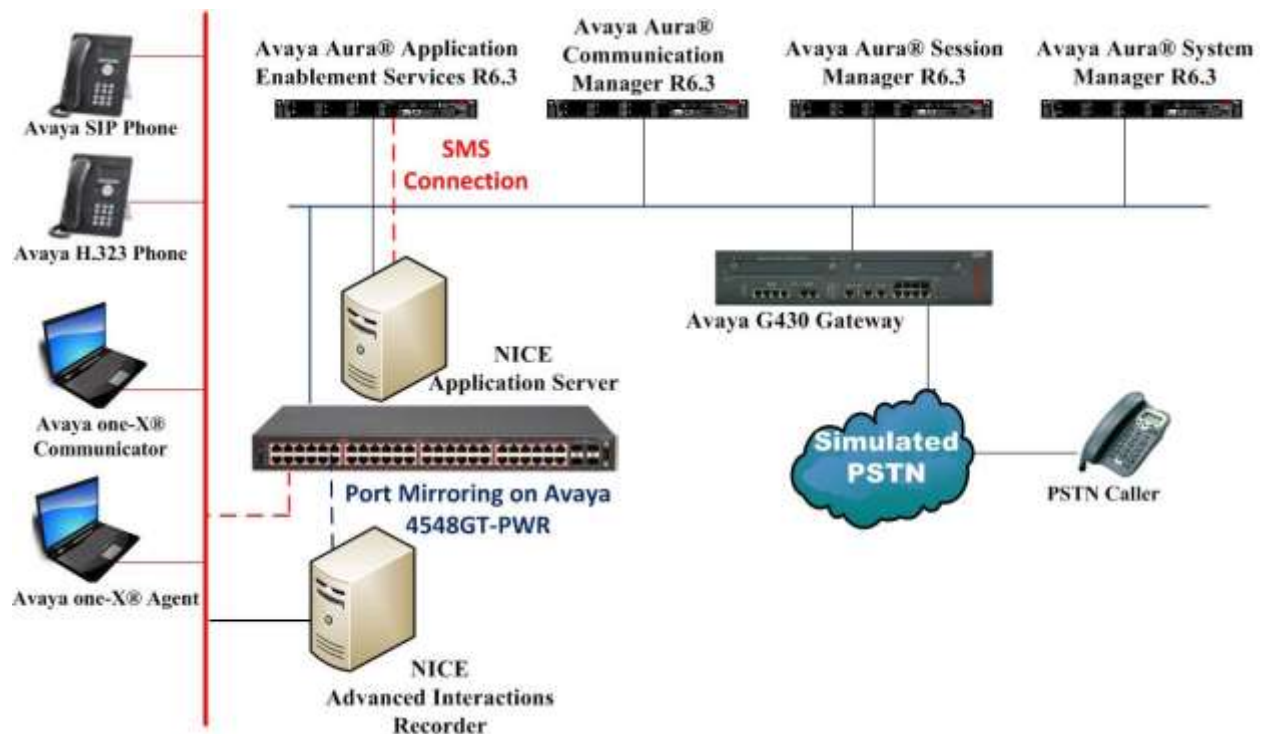 Avaya Aura® Application
Enablement Services R6.3
Avaya Aura®
Communication
Manager R6.3
Avaya Aura® Session
Manager R6.3
Avaya Aura® System
Manager R6.3
Avaya SIP Phone
SMS
Connection
Avaya H.323 Phone
Avaya G430 Gateway
NICE
Application Server
Avaya one-X®
Communicator
Simulated
PSTN
PSTN Caller
Port Mirroring on Avaya
4548GT-PWR
Avaya one-X® Agent
NICE
Advanced Interactions
Recorder